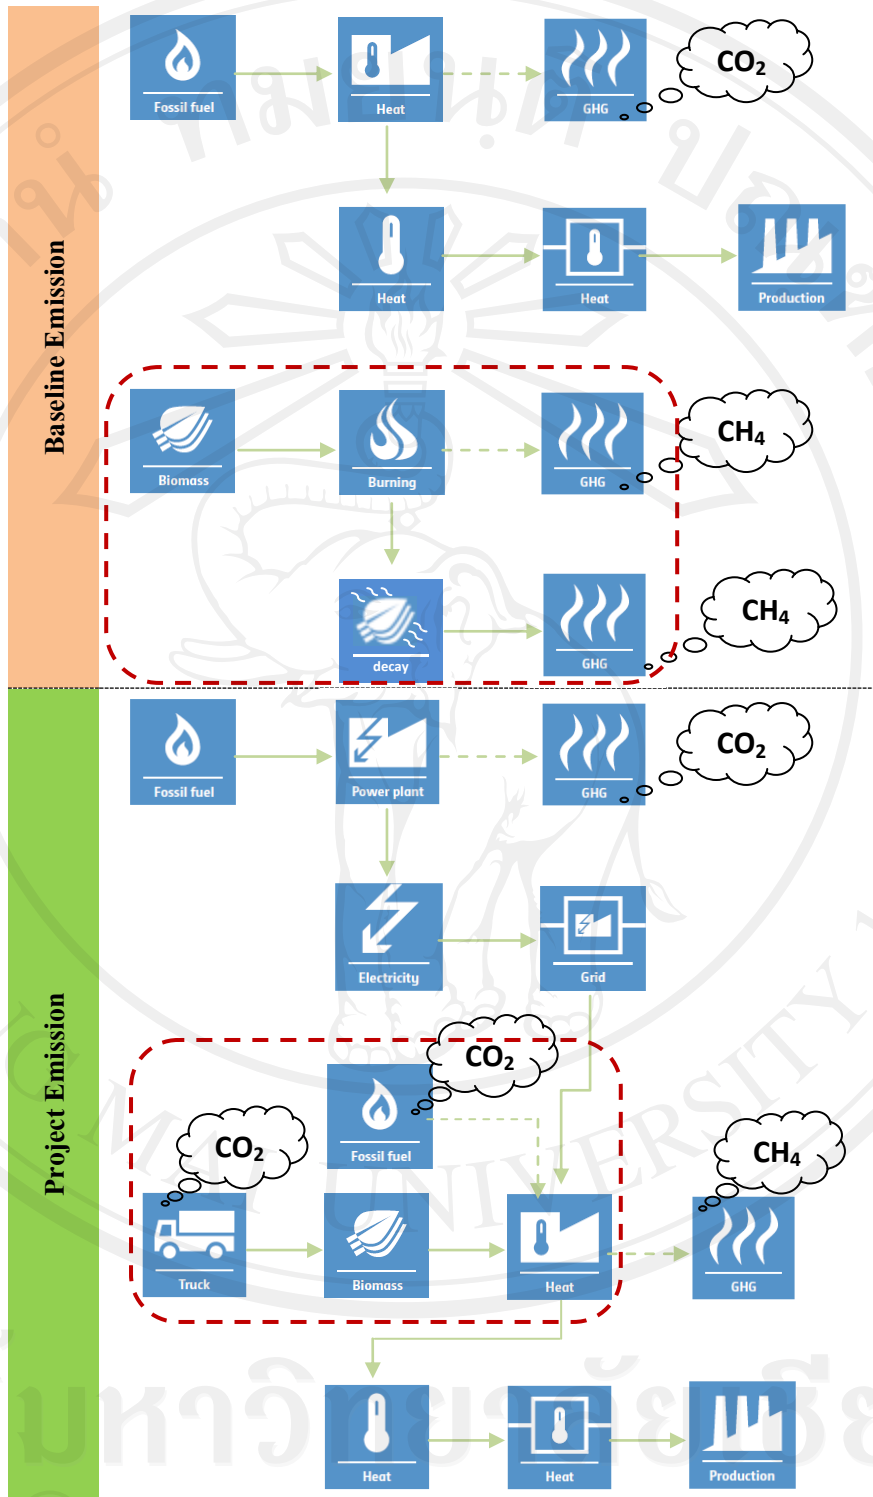 Baseline Emission
Fossil fuel
Heat
GHG
CO₂
Heat
Heat
Production
Biomass
Burning
GHG
CH₄
decay
GHG
CH₄
Project Emission
Fossil fuel
Power plant
GHG
CO₂
Electricity
Grid
Fossil fuel
CO₂
CO₂
Truck
Biomass
Heat
GHG
CH₄
Heat
Heat
Production